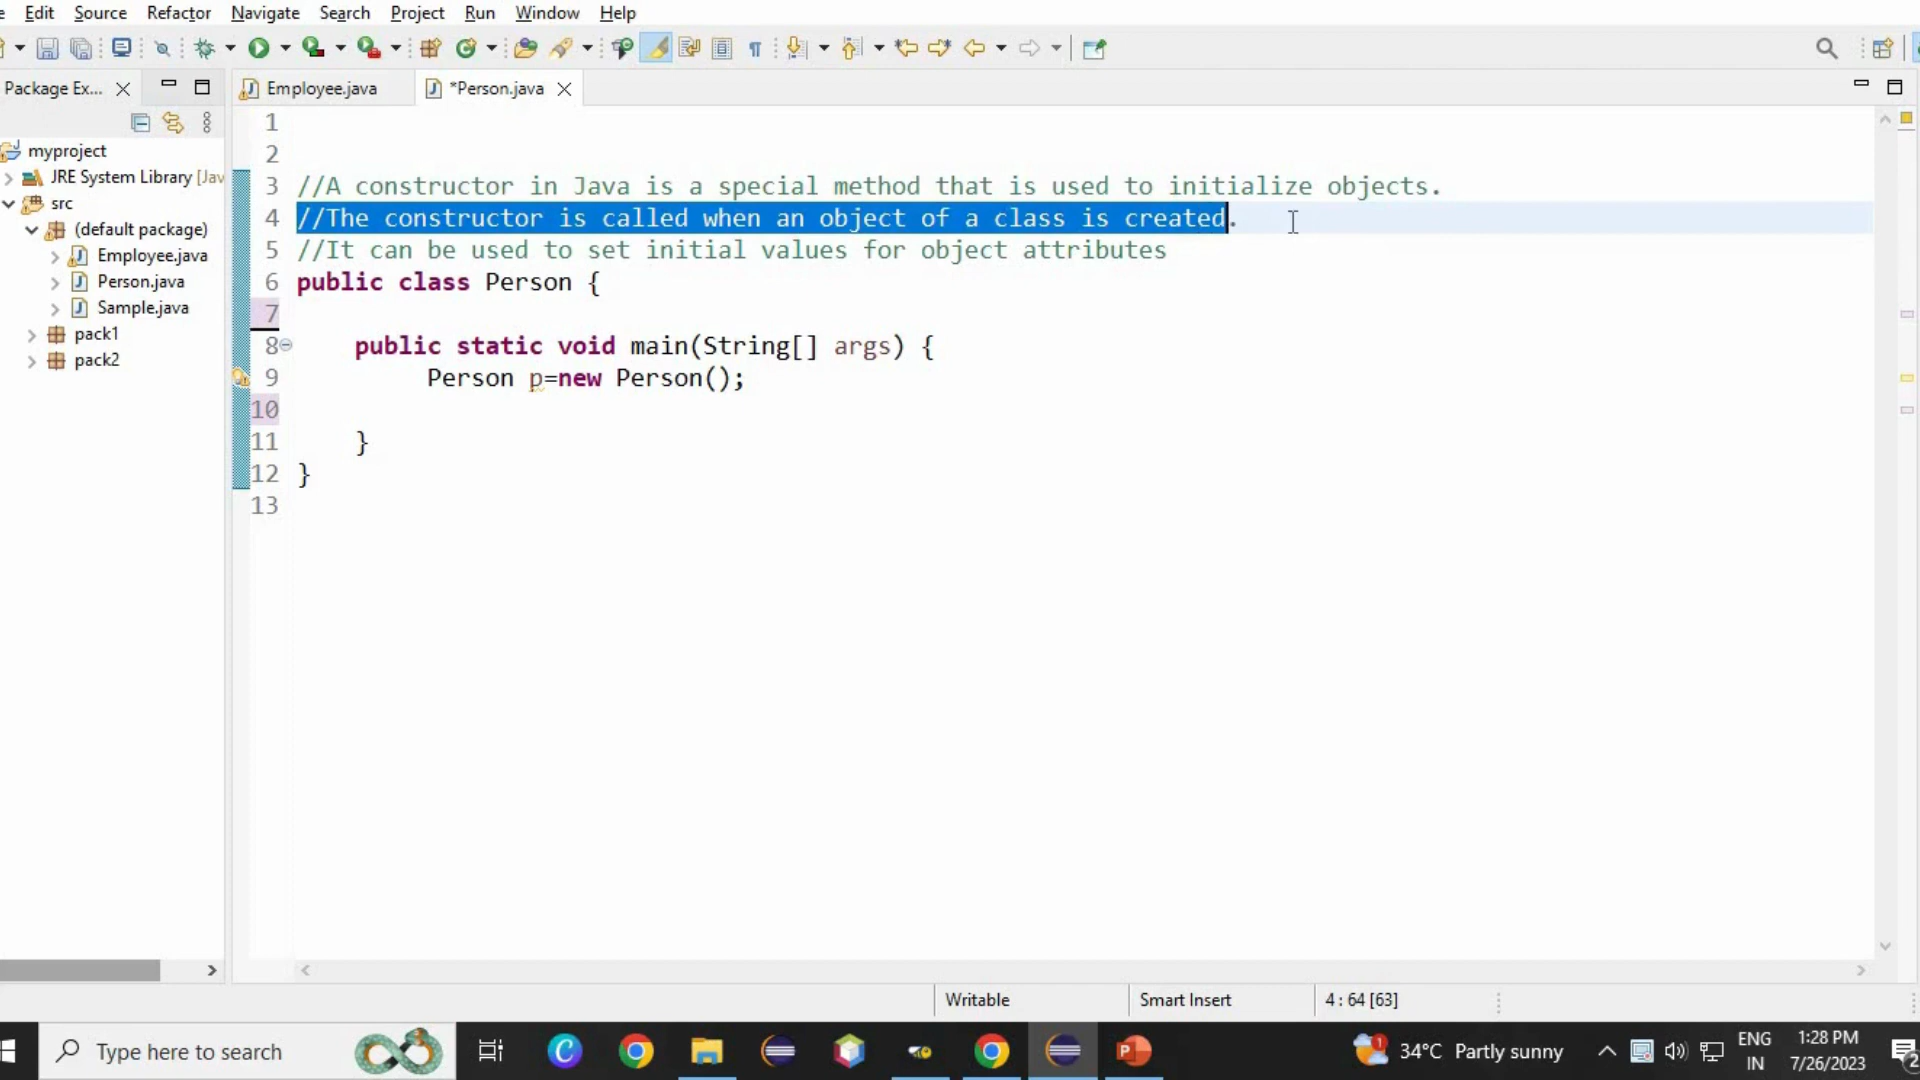 Edit Source Refactor Navigate Search Project Run Window Help
Package Ex...
Employee.java
*Person.java
myproject
JRE System Library [Jav
src
(default package)
Employee.java
Person.java
Sample.java
pack1
pack2
1
2
3 //A constructor in Java is a special method that is used to initialize objects.
4 //The constructor is called when an object of a class is created.
5 //It can be used to set initial values for object attributes
6 public class Person {
7
8 public static void main(String[] args) {
9 Person p=new Person();
10
11 }
12 }
13
Writable Smart Insert 4 : 64 [63]
Type here to search
34°C Partly sunny
ENG
IN
1:28 PM
7/26/2023